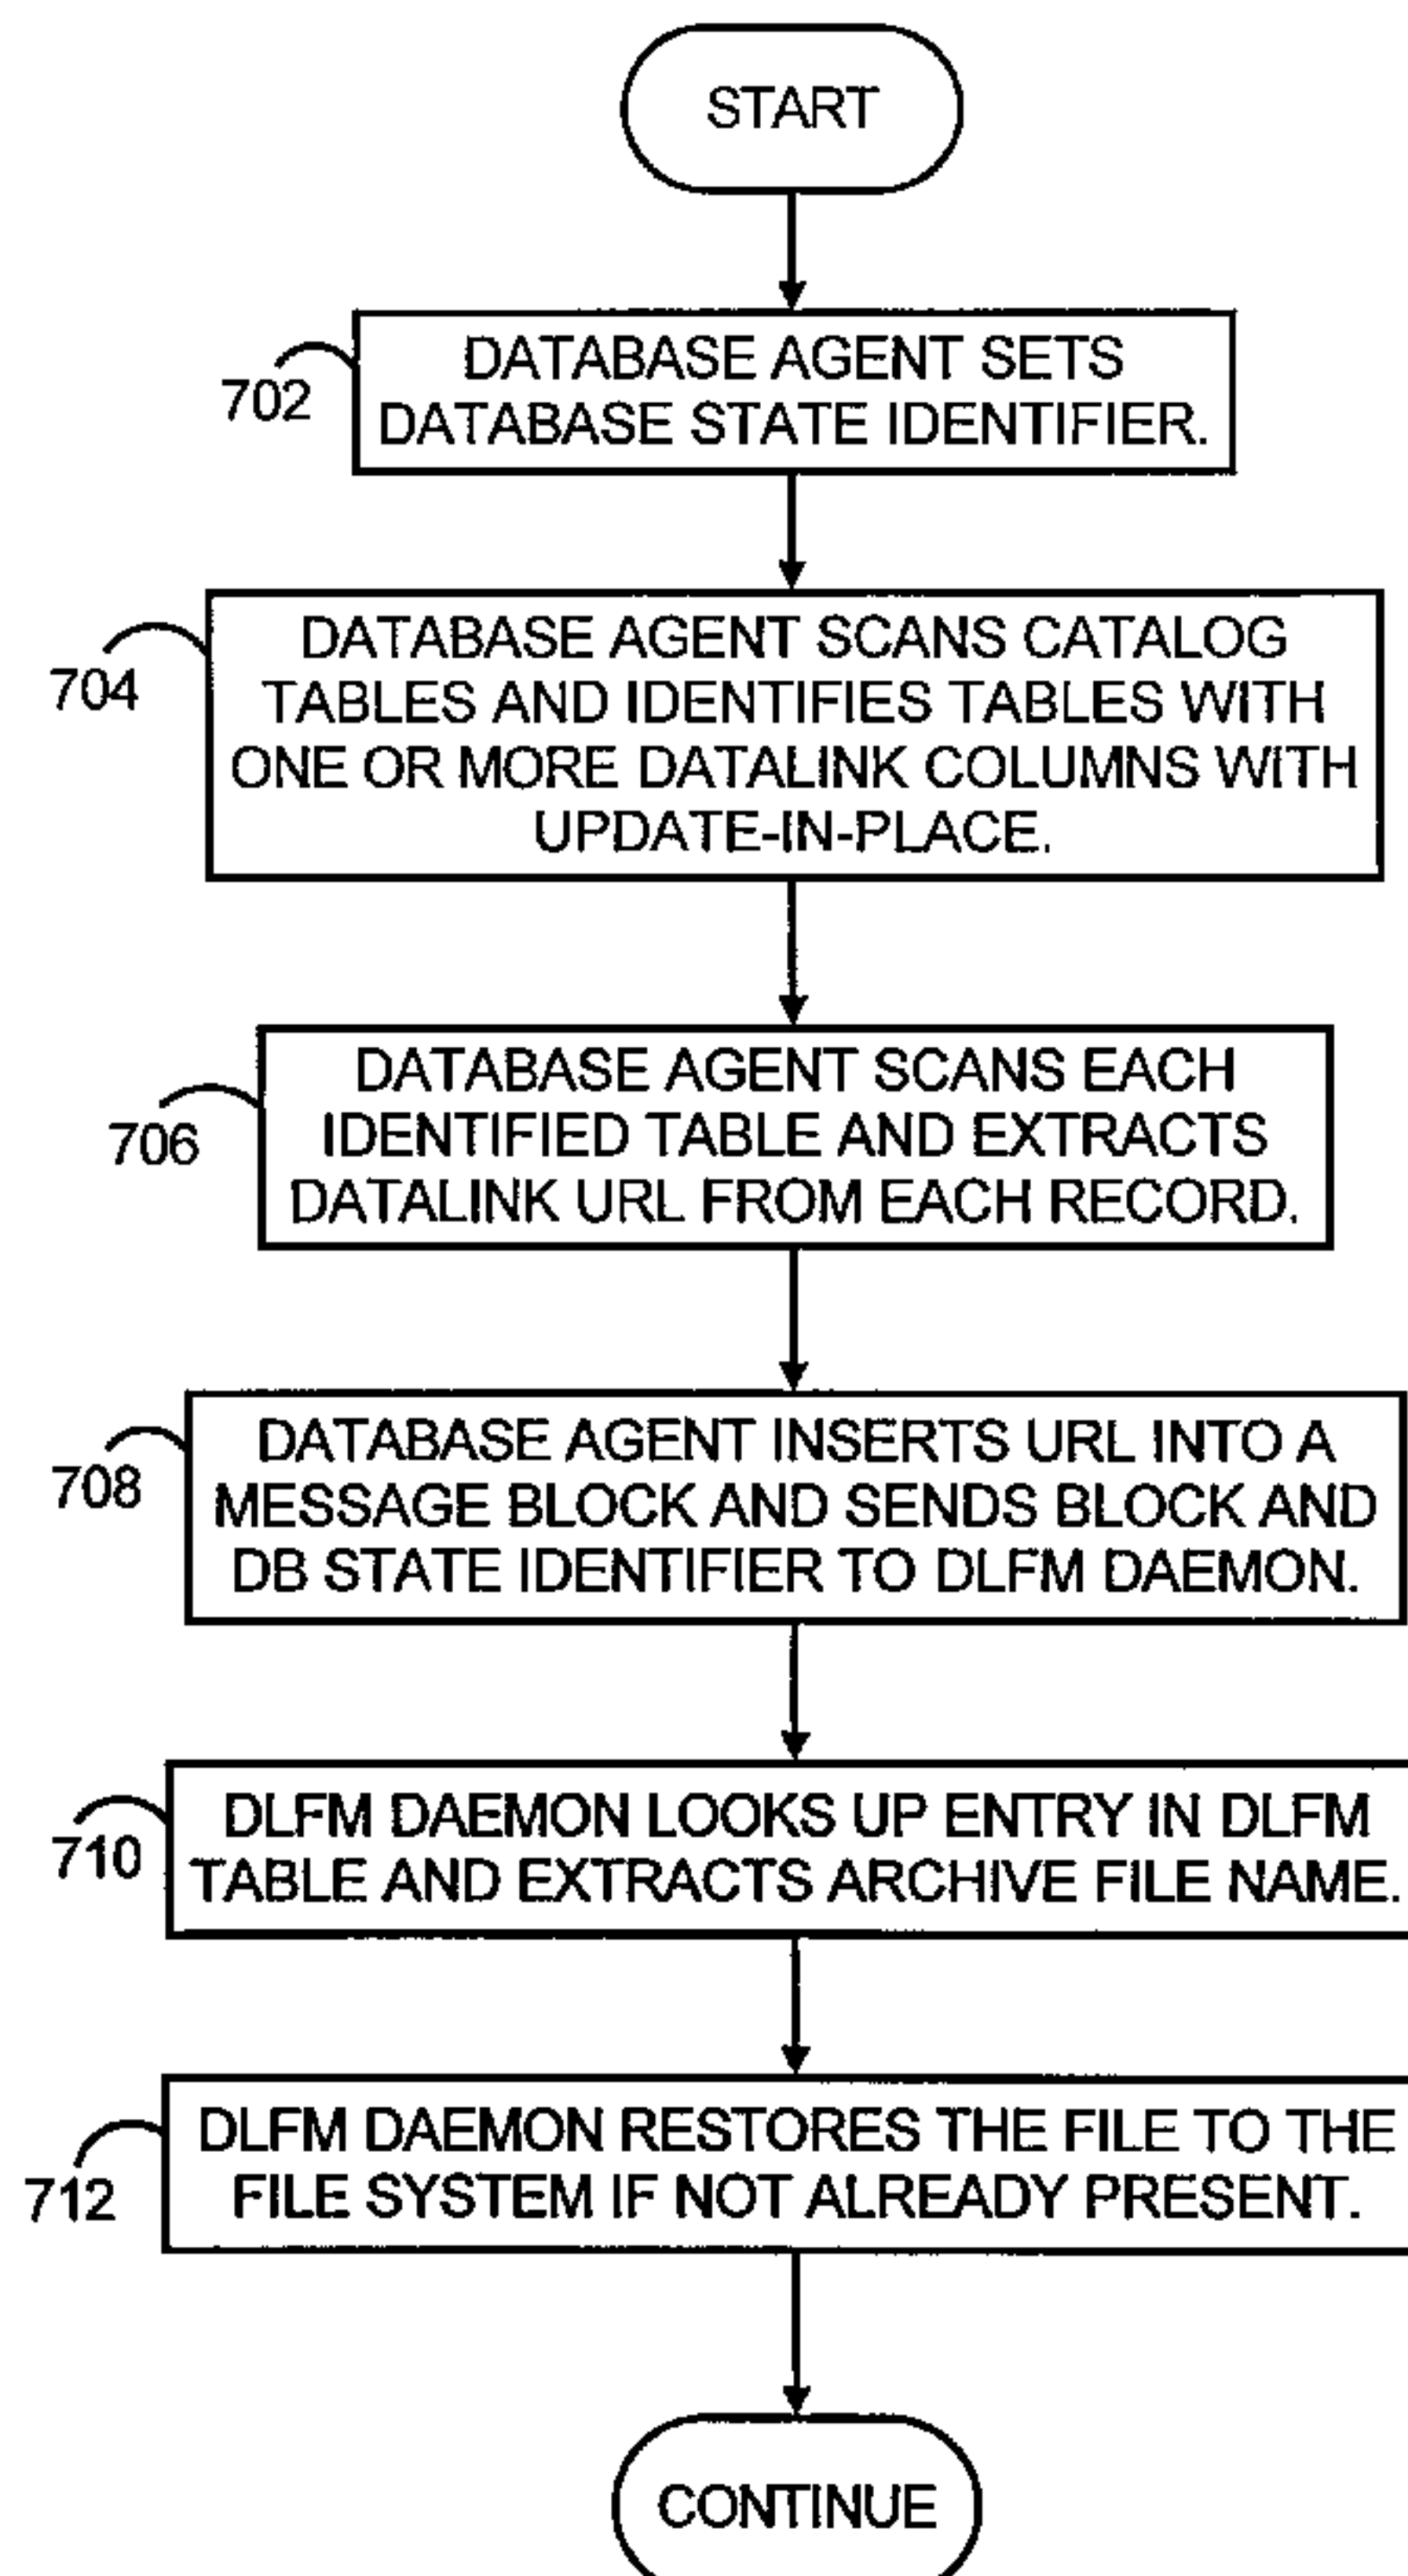 START
702
DATABASE AGENT SETS
DATABASE STATE IDENTIFIER.
704
DATABASE AGENT SCANS CATALOG
TABLES AND IDENTIFIES TABLES WITH
ONE OR MORE DATALINK COLUMNS WITH
UPDATE-IN-PLACE.
706
DATABASE AGENT SCANS EACH
IDENTIFIED TABLE AND EXTRACTS
DATALINK URL FROM EACH RECORD.
708
DATABASE AGENT INSERTS URL INTO A
MESSAGE BLOCK AND SENDS BLOCK AND
DB STATE IDENTIFIER TO DLFM DAEMON.
710
DLFM DAEMON LOOKS UP ENTRY IN DLFM
TABLE AND EXTRACTS ARCHIVE FILE NAME.
712
DLFM DAEMON RESTORES THE FILE TO THE
FILE SYSTEM IF NOT ALREADY PRESENT.
CONTINUE